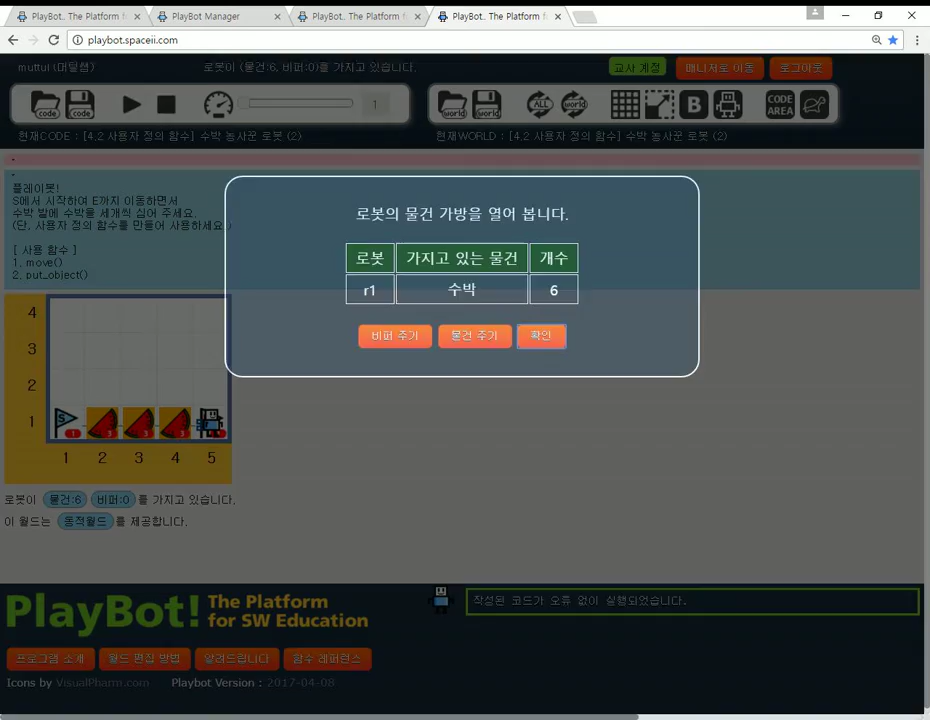 PlayBot.. The Platform f
PlayBot Manager
PlayBot.. The Platform f
PlayBot.. The Platform f
playbot.spaceii.com
muttul (머털샘)
로봇이 (물건:6, 비퍼:0)를 가지고 있습니다.
교사 계정
매니저로 이동
로그아웃
code
code
1
world
world
ALL
world
B
CODE AREA
현재CODE : [4.2 사용자 정의 함수] 수박 농사꾼 로봇 (2)
현재WORLD : [4.2 사용자 정의 함수] 수박 농사꾼 로봇 (2)
플레이봇!
S에서 시작하여 E까지 이동하면서
수박 밭에 수박을 세개씩 심어 주세요.
(단, 사용자 정의 함수를 만들어 사용하세요.)
[ 사용 함수 ]
1. move()
2. put_object()
로봇의 물건 가방을 열어 봅니다.
로봇 가지고 있는 물건 개수
r1 수박 6
비퍼 주기 물건 주기 확인
4
3
2
1
S 1 3 3 3
1 2 3 4 5
로봇이 물건:6 비퍼:0 를 가지고 있습니다.
이 월드는 동적월드 를 제공합니다.
PlayBot! The Platform
for SW Education
작성된 코드가 오류 없이 실행되었습니다.
프로그램 소개 월드 편집 방법 알려드립니다 함수 레퍼런스
Icons by VisualPharm.com Playbot Version : 2017-04-08